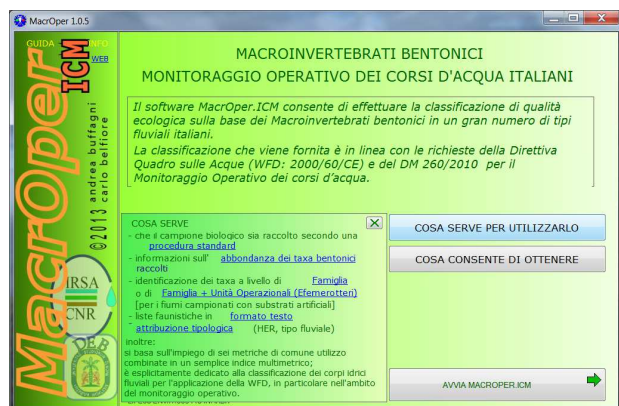 MacrOper 1.0.5
GUIDA
INFO
WEB
MacrOper
ICM
©2013 andrea buffagni
carlo belfiore
IRSA
CNR
DEB
MACROINVERTEBRATI BENTONICI
MONITORAGGIO OPERATIVO DEI CORSI D'ACQUA ITALIANI
Il software MacrOper.ICM consente di effettuare la classificazione di qualità
ecologica sulla base dei Macroinvertebrati bentonici in un gran numero di tipi
fluviali italiani.
La classificazione che viene fornita è in linea con le richieste della Direttiva
Quadro sulle Acque (WFD: 2000/60/CE) e del DM 260/2010 per il
Monitoraggio Operativo dei corsi d'acqua.
COSA SERVE
- che il campione biologico sia raccolto secondo una
procedura standard
- informazioni sull' abbondanza dei taxa bentonici
raccolti
- identificazione dei taxa a livello di Famiglia
o di Famiglia + Unità Operazionali (Efemerotteri)
[per i fiumi campionati con substrati artificiali]
- liste faunistiche in formato testo
- attribuzione tipologica (HER, tipo fluviale)
inoltre:
si basa sull'impiego di sei metriche di comune utilizzo
combinate in un semplice indice multimetrico;
è esplicitamente dedicato alla classificazione dei corpi idrici
fluviali per l'applicazione della WFD, in particolare nell'ambito
del monitoraggio operativo.
COSA SERVE PER UTILIZZARLO
COSA CONSENTE DI OTTENERE
AVVIA MACROPER.ICM